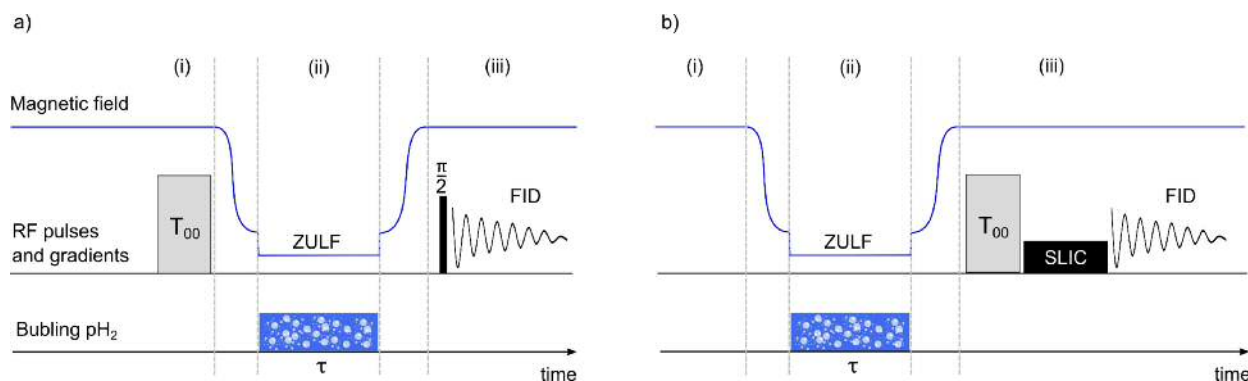 a)
b)
(i)
(ii)
(iii)
(i)
(ii)
(iii)
Magnetic field
π
2
FID
FID
T00
ZULF
RF pulses
and gradients
ZULF
T00
SLIC
Bubling pH2
τ
time
τ
time